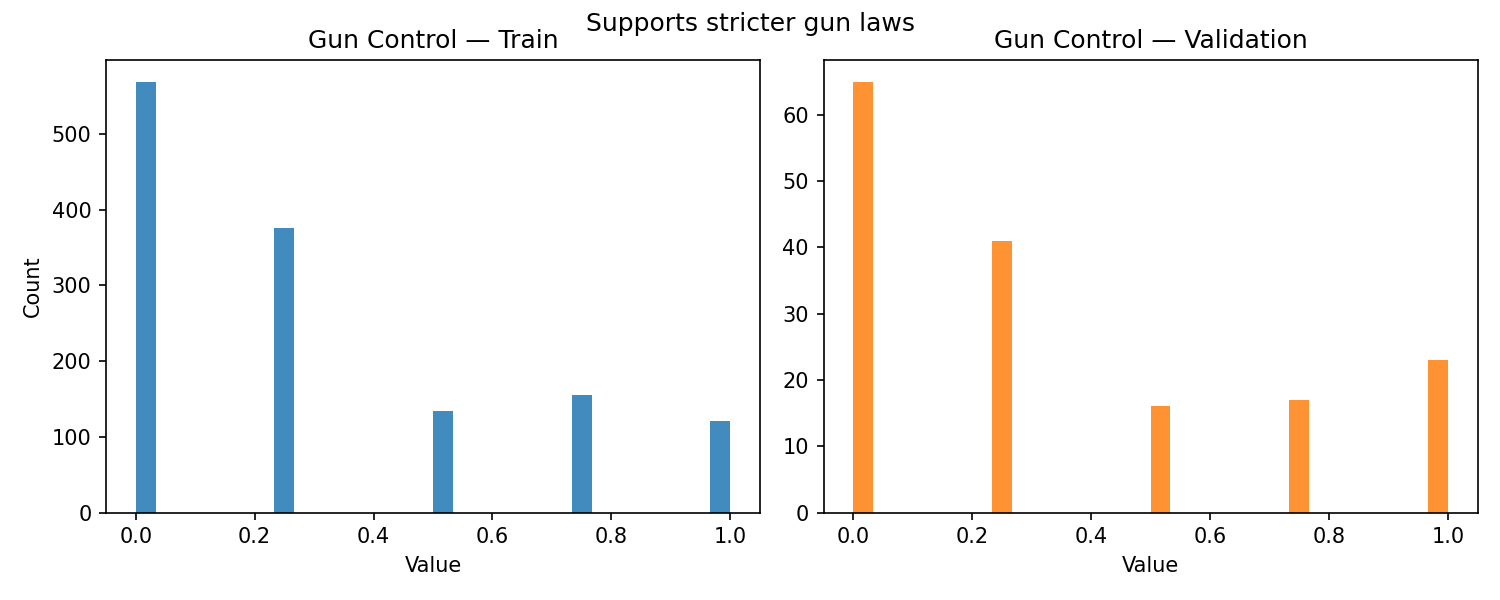 Supports stricter gun laws
Gun Control — Train
Gun Control — Validation
Count
500
400
300
200
100
0
0.0 0.2 0.4 0.6 0.8 1.0
Value
60
50
40
30
20
10
0
0.0 0.2 0.4 0.6 0.8 1.0
Value